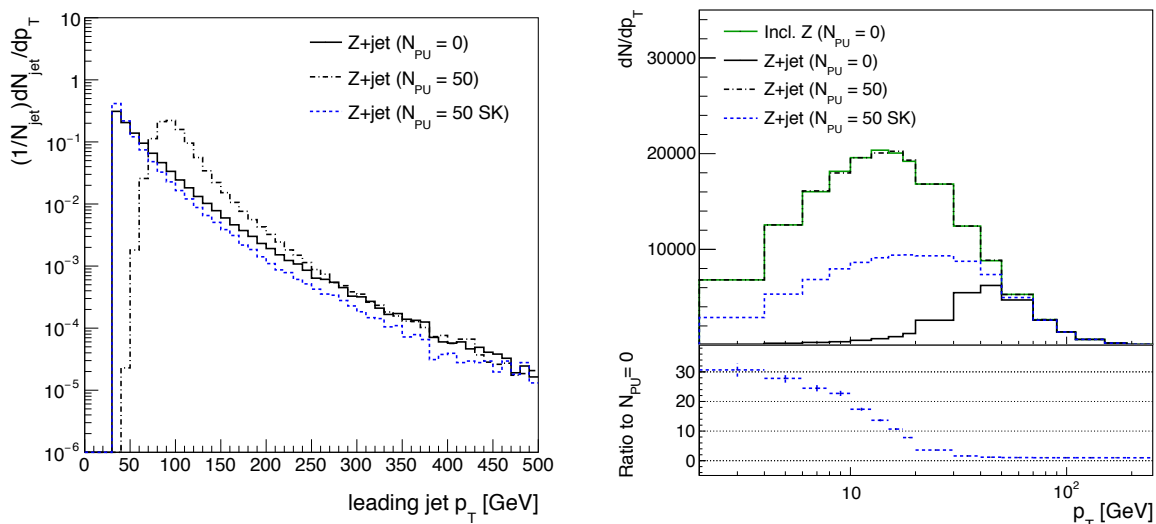 (1/N_jet)dN_jet/dp_T
10
1
10^-1
10^-2
10^-3
10^-4
10^-5
10^-6
Z+jet (N_PU = 0)
Z+jet (N_PU = 50)
Z+jet (N_PU = 50 SK)
0 50 100 150 200 250 300 350 400 450 500
leading jet p_T [GeV]
dN/dp_T
30000
20000
10000
Incl. Z (N_PU = 0)
Z+jet (N_PU = 0)
Z+jet (N_PU = 50)
Z+jet (N_PU = 50 SK)
Ratio to N_PU = 0
30
20
10
0
10 10^2
p_T [GeV]